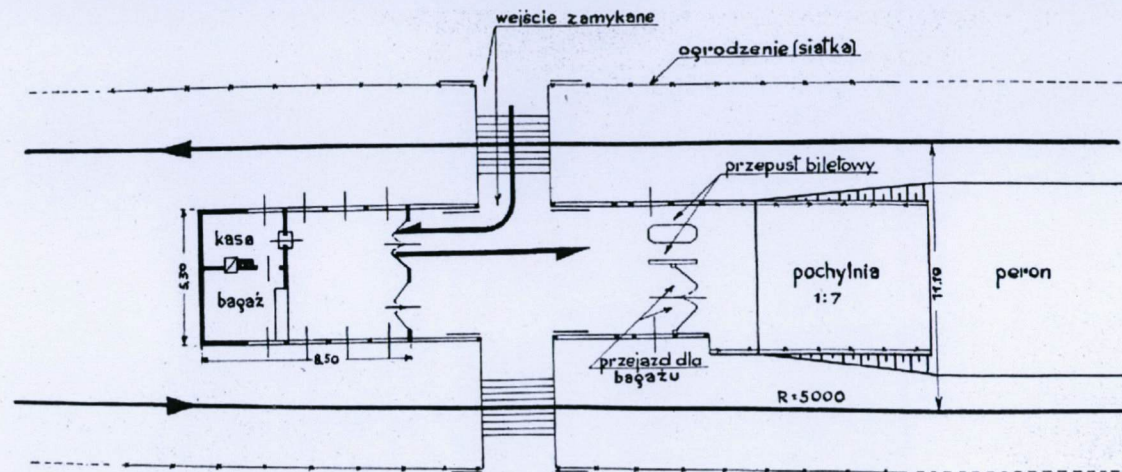 wejście zamykane
ogrodzenie (siatka)
przepust biletowy
kasa
bagaż
5,30
8.50
pochylnia
1:7
peron
11,10
przejazd dla
bagażu
R=5000